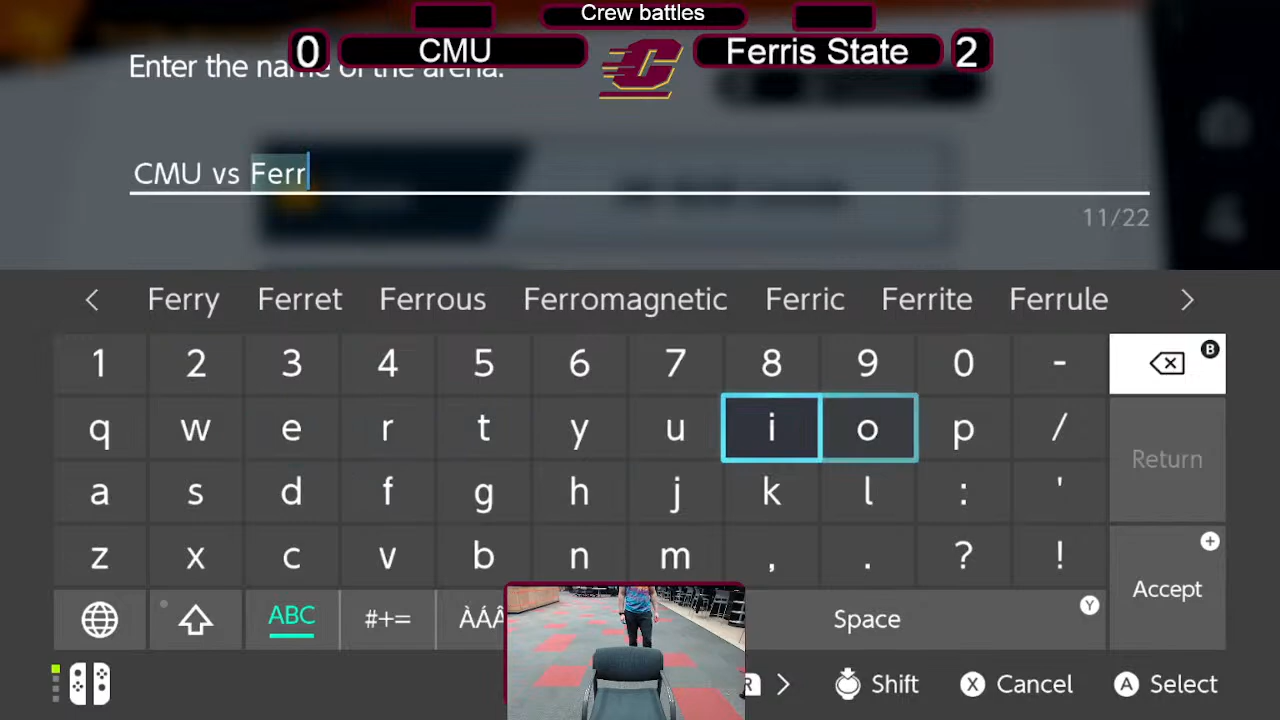 Crew battles
0 CMU Ferris State 2
Enter the name of the arena.
CMU vs Ferr
11/22
Ferry Ferret Ferrous Ferromagnetic Ferric Ferrite Ferrule
1 2 3 4 5 6 7 8 9 0 - B
q w e r t y u i o p /
Return
a s d f g h j k l : '
z x c v b n m , . ? ! +
Accept
ABC #+= ÀÁÂ Space Y
R Shift X Cancel A Select